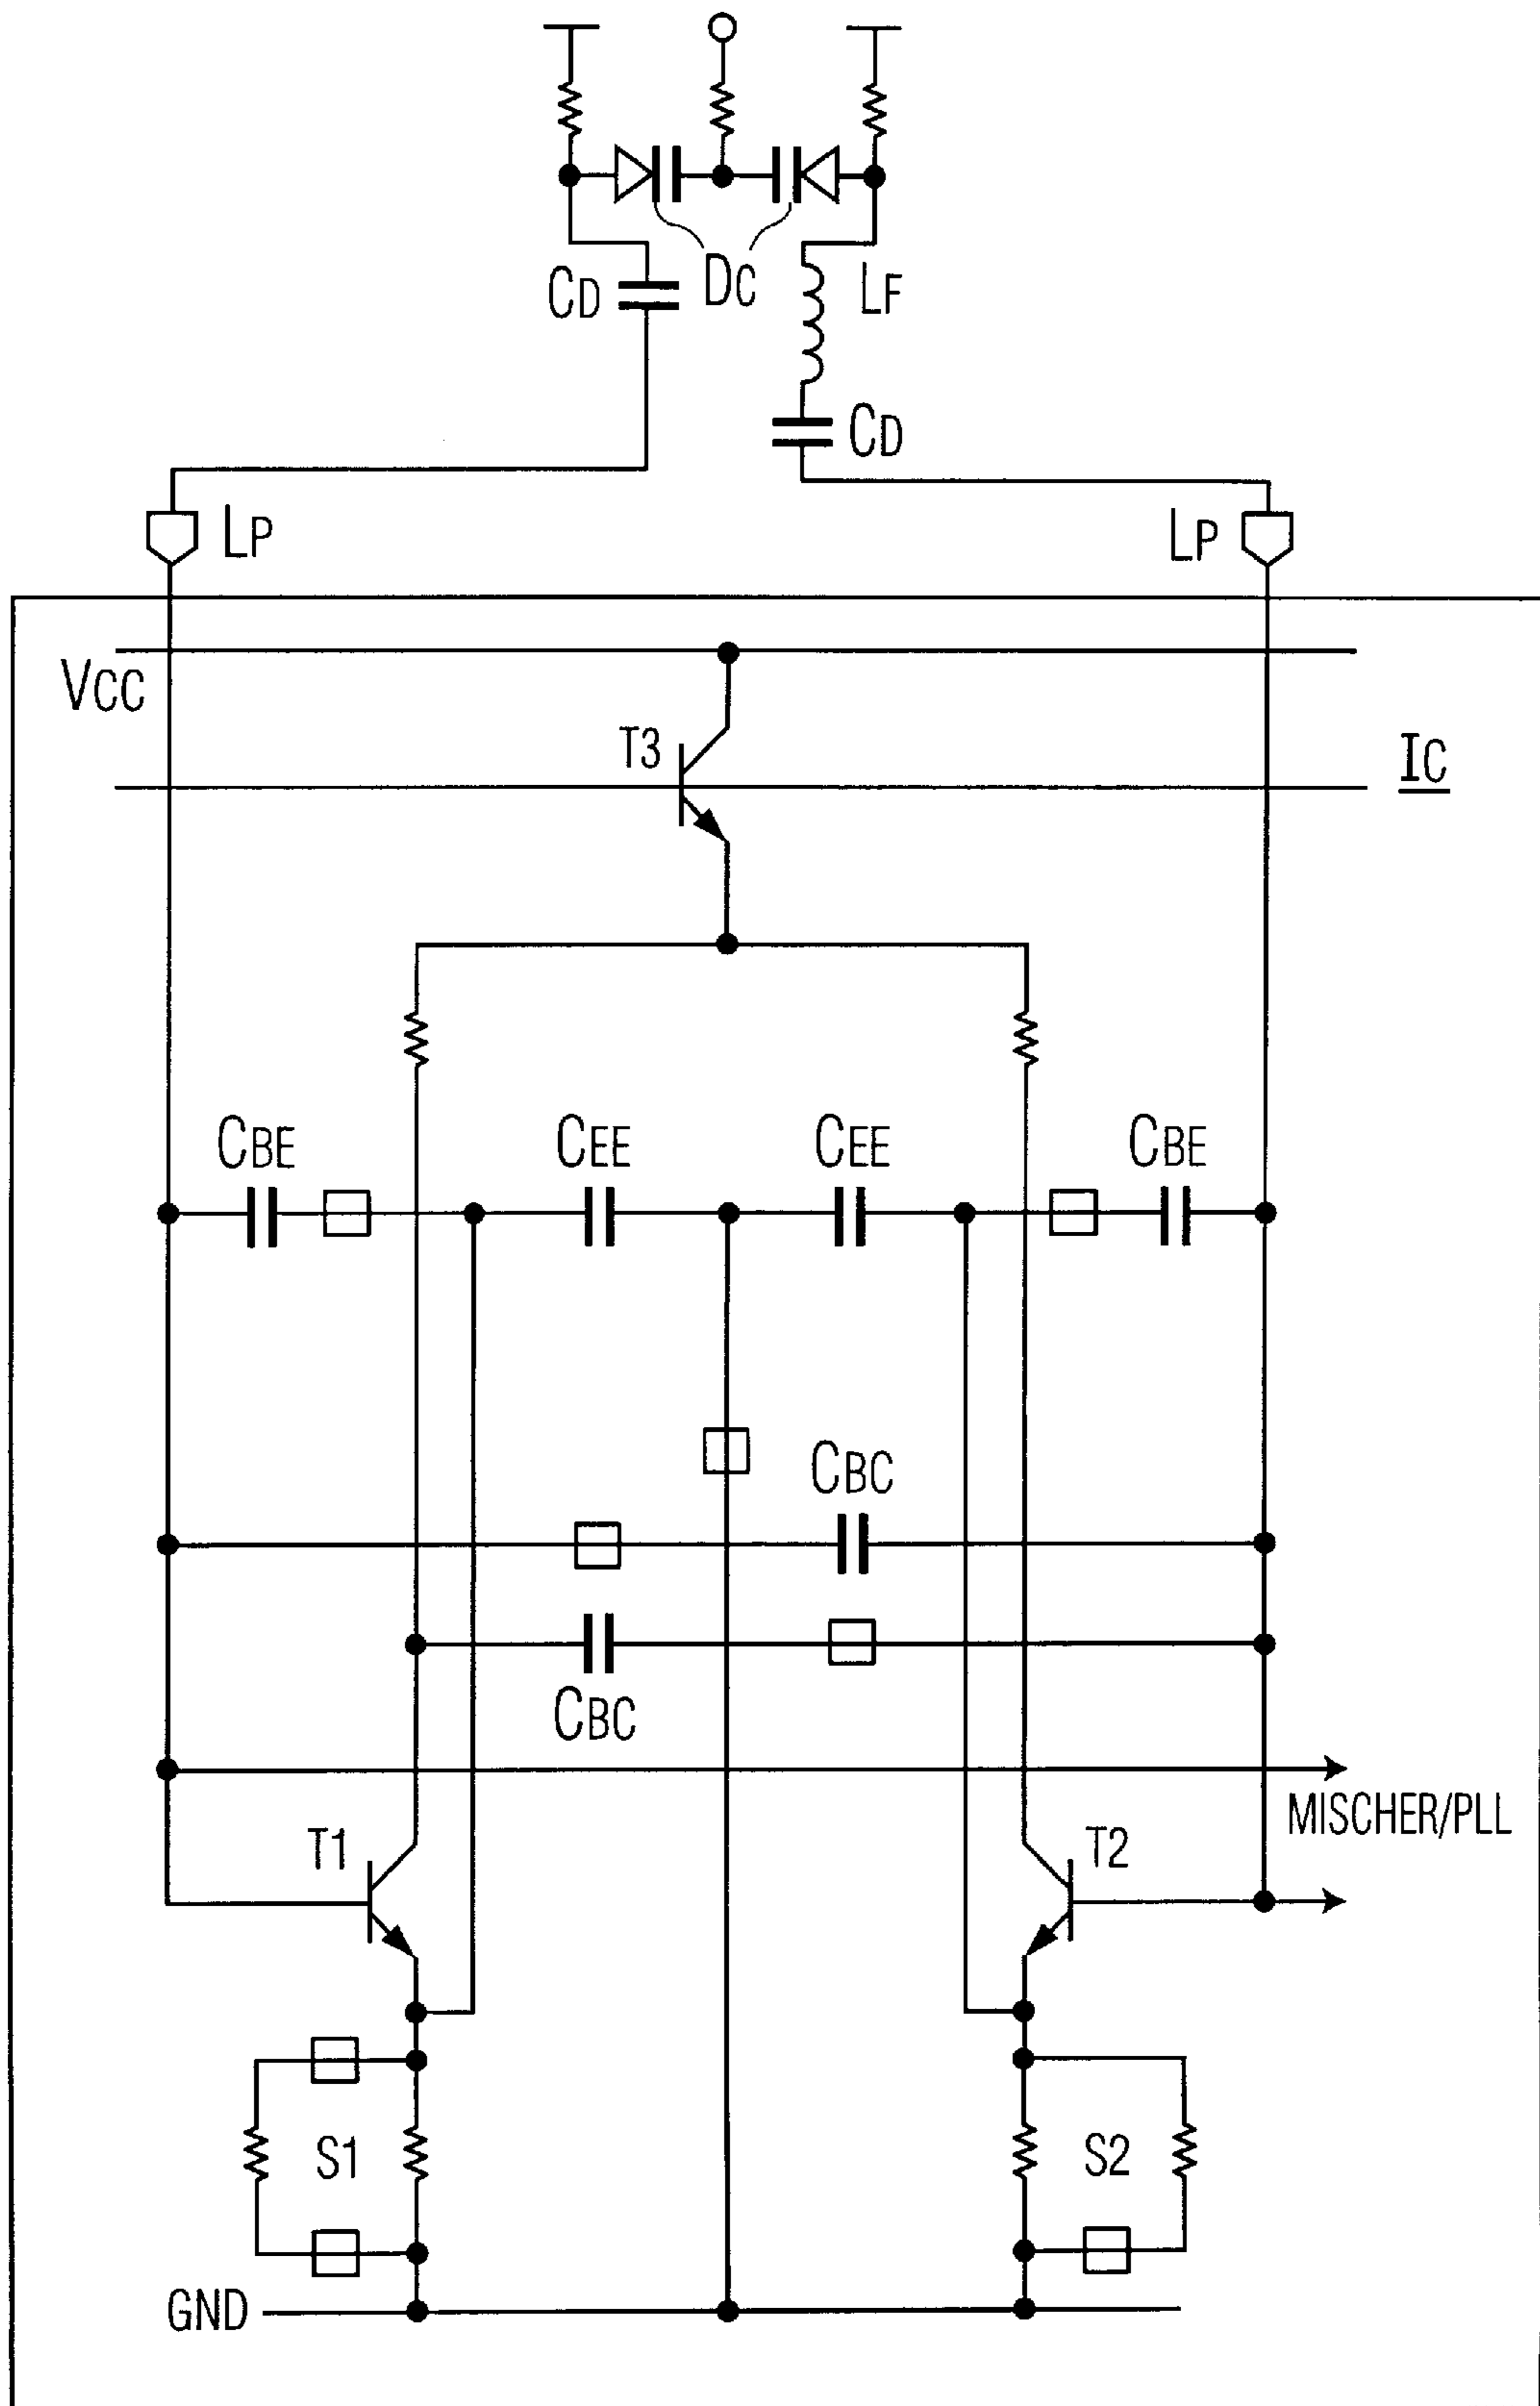 CD
DC
LF
CD
LP
LP
VCC
T3
IC
CBE
CEE
CEE
CBE
CBC
CBC
MISCHER/PLL
T1
T2
S1
S2
GND